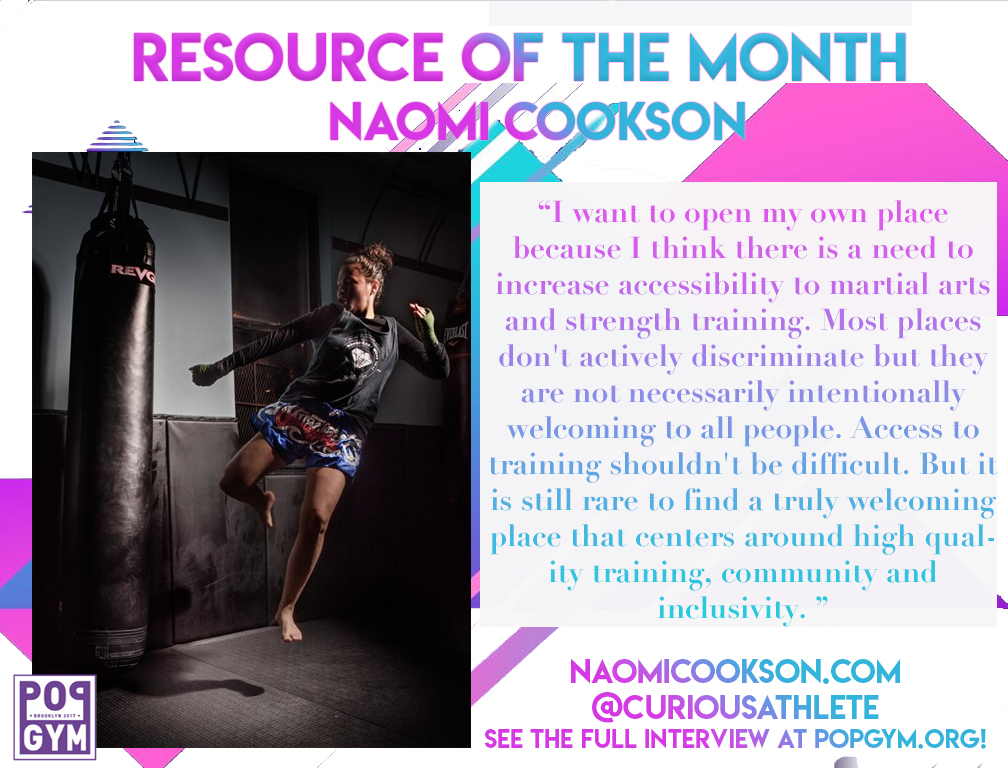 RESOURCE OF THE MONTH
NAOMI COOKSON
“I want to open my own place
because I think there is a need to
increase accessibility to martial arts
and strength training. Most places
don't actively discriminate but they
are not necessarily intentionally
welcoming to all people. Access to
training shouldn't be difficult. But it
is still rare to find a truly welcoming
place that centers around high qual-
ity training, community and
inclusivity. ”
REVG
EVERLAST
NAOMICOOKSON.COM
@CURIOUSATHLETE
SEE THE FULL INTERVIEW AT POPGYM.ORG!
POP
BROOKLYN 2017
GYM